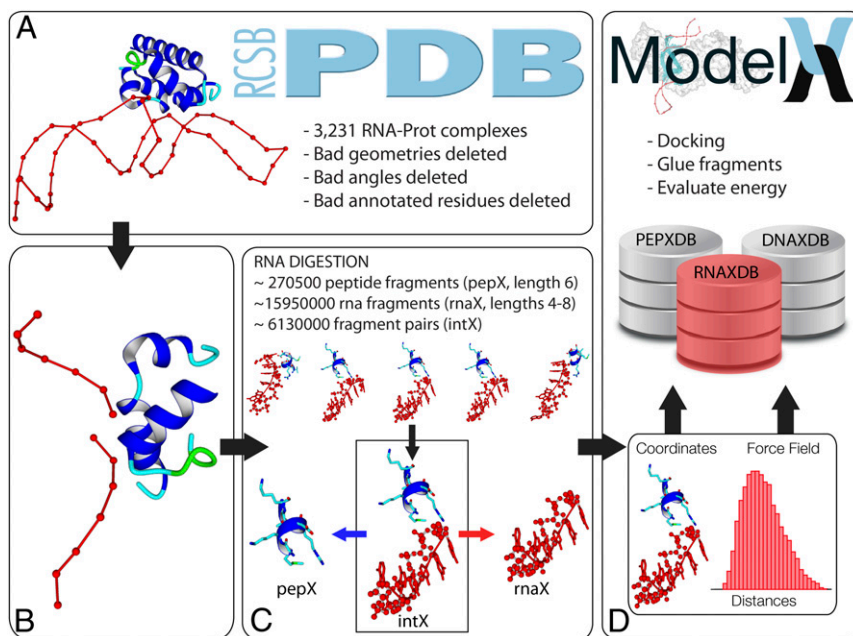 A
RCSB
PDB
- 3,231 RNA-Prot complexes
- Bad geometries deleted
- Bad angles deleted
- Bad annotated residues deleted
B
RNA DIGESTION
~ 270500 peptide fragments (pepX, length 6)
~15950000 rna fragments (rnaX, lengths 4-8)
~ 6130000 fragment pairs (intX)
pepX
intX
rnaX
C
ModelX
- Docking
- Glue fragments
- Evaluate energy
PEPXDB
DNAXDB
RNAXDB
Coordinates
Force Field
Distances
D